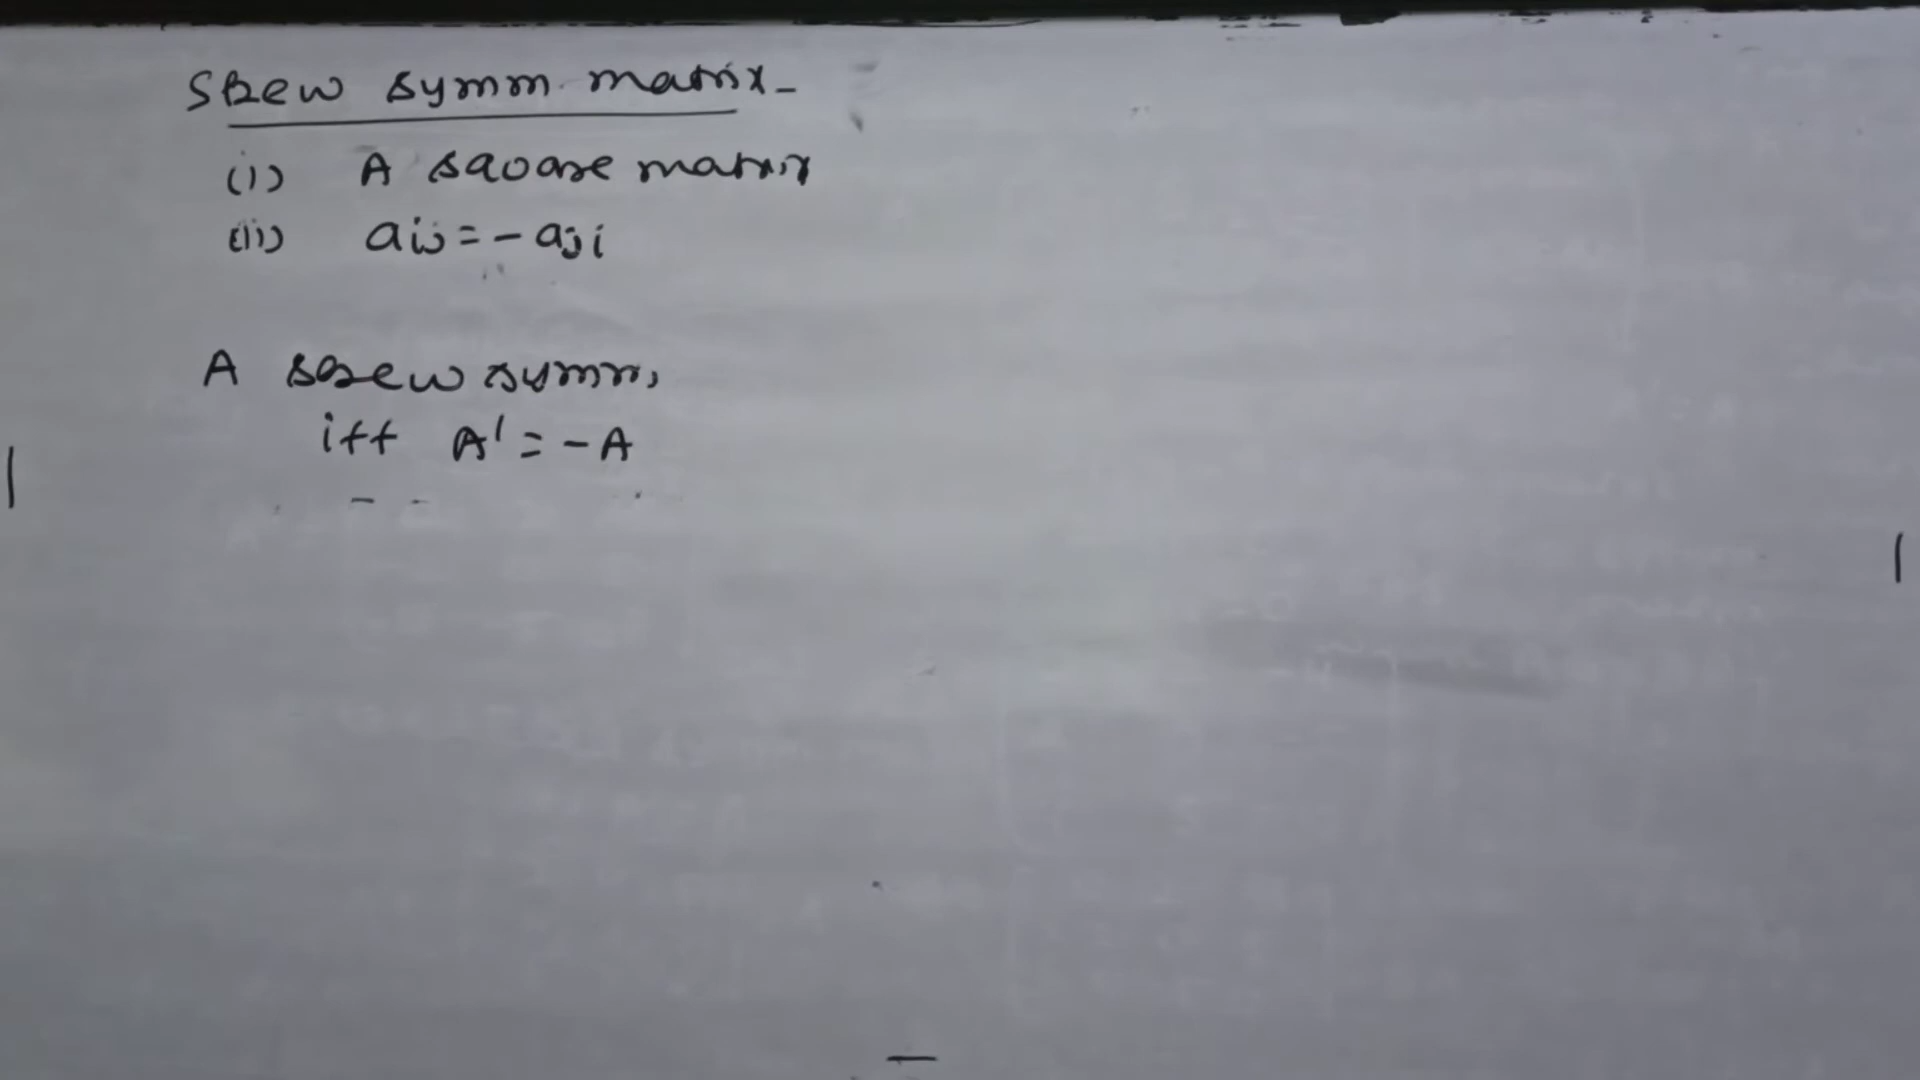 Skew symm. matrix-
(i) A square matrix
(ii) aij = - aji
A skew symm,
iff A' = - A